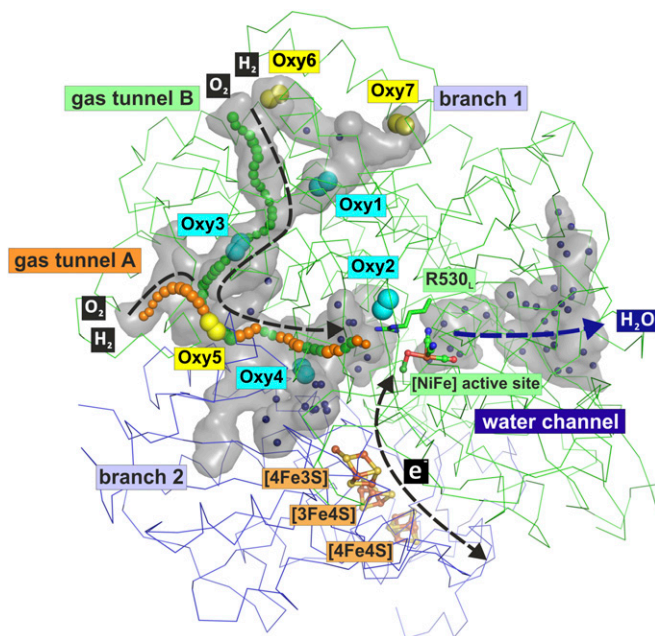 Oxy6
H2
O2
Oxy7
gas tunnel B
branch 1
Oxy1
Oxy3
Oxy2
gas tunnel A
R530L
O2
H2O
H2
Oxy5
Oxy4
[NiFe] active site
water channel
branch 2
e-
[4Fe3S]
[3Fe4S]
[4Fe4S]